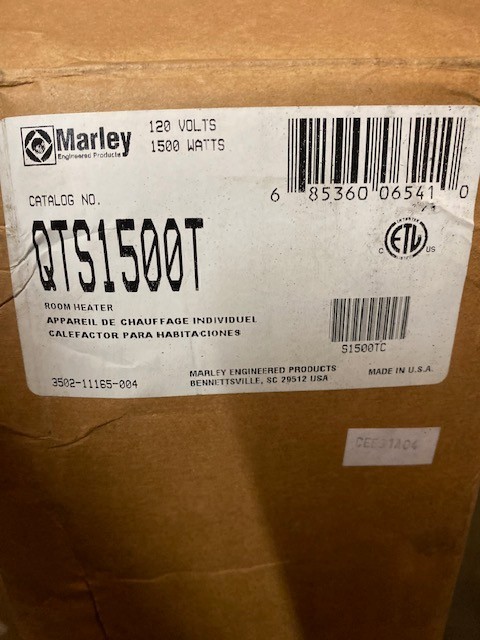 Marley
Engineered Products
120 VOLTS
1500 WATTS
6 85360 06541 0
CATALOG NO.
QTS1500T
INTERTEK
C ETL US
ROOM HEATER
APPAREIL DE CHAUFFAGE INDIVIDUEL
CALEFACTOR PARA HABITACIONES
S1500TC
3502-11165-004
MARLEY ENGINEERED PRODUCTS
BENNETTSVILLE, SC 29512 USA
MADE IN U.S.A.